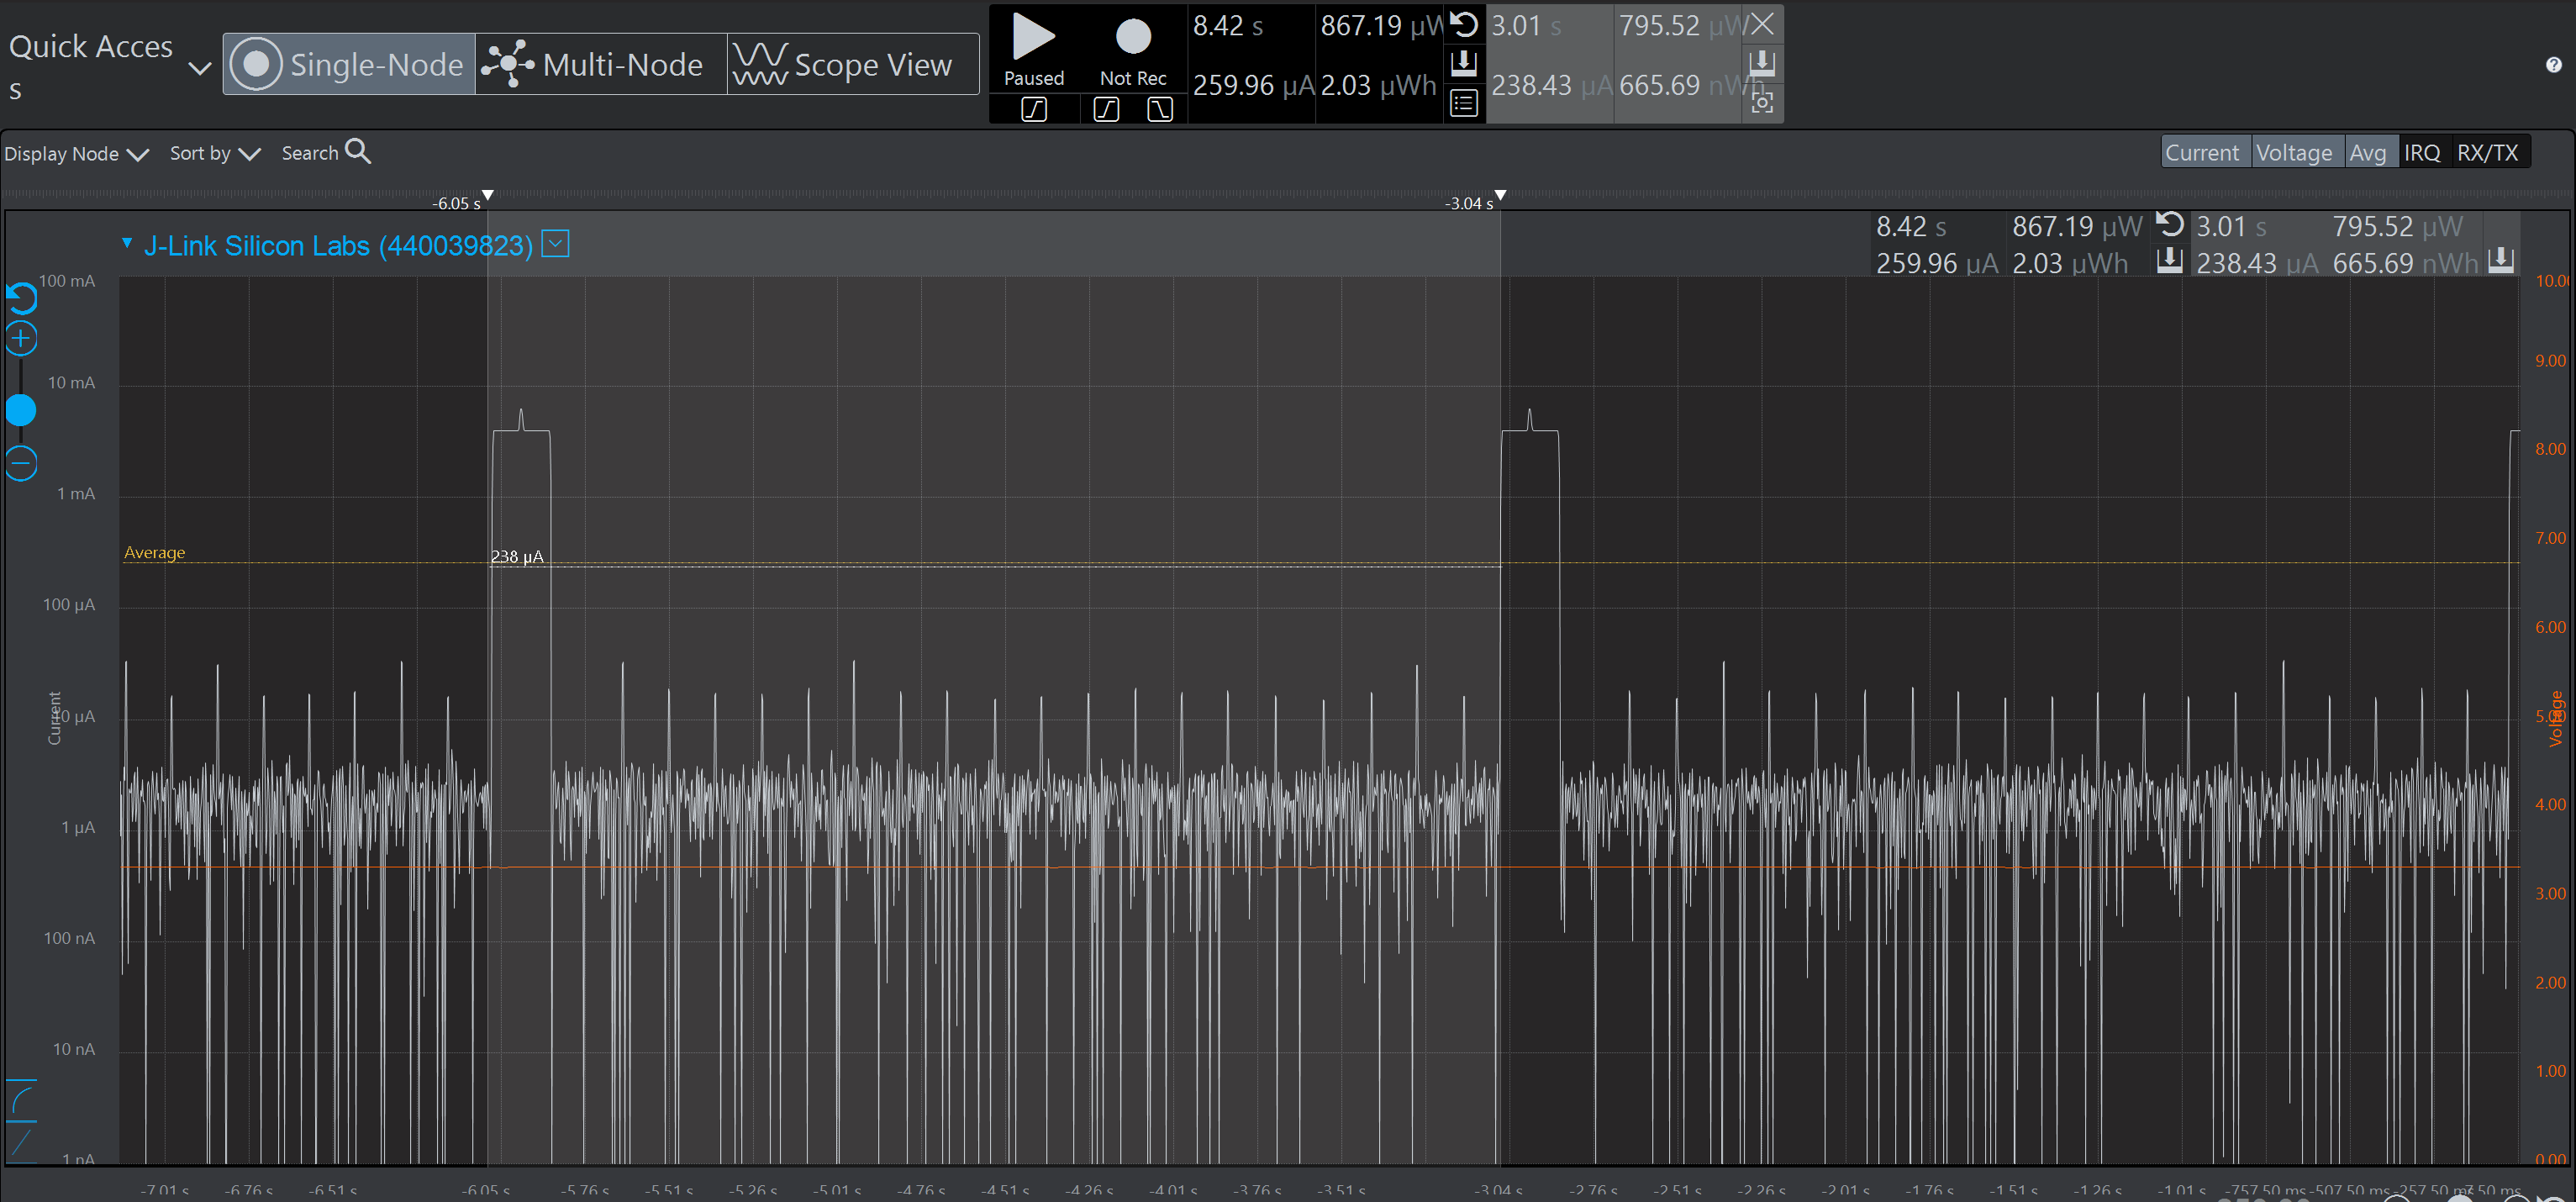 Quick Acces
s
Single-Node
Multi-Node
Scope View
Paused
Not Rec
8.42 s
867.19 µW
259.96 µA
2.03 µWh
3.01 s
795.52 µW
238.43 µA
665.69 nWh
Display Node
Sort by
Search
Current
Voltage
Avg
IRQ
RX/TX
-6.05 s
-3.04 s
J-Link Silicon Labs (440039823)
8.42 s
867.19 µW
3.01 s
795.52 µW
259.96 µA
2.03 µWh
238.43 µA
665.69 nWh
100 mA
10 mA
1 mA
100 µA
10 µA
1 µA
100 nA
10 nA
1 nA
Current
Average
238 µA
10.00
9.00
8.00
7.00
6.00
5.00
4.00
3.00
2.00
1.00
0.00
Voltage
-7.01 s
-6.76 s
-6.51 s
-6.05 s
-5.76 s
-5.51 s
-5.26 s
-5.01 s
-4.76 s
-4.51 s
-4.26 s
-4.01 s
-3.76 s
-3.51 s
-3.04 s
-2.76 s
-2.51 s
-2.26 s
-2.01 s
-1.76 s
-1.51 s
-1.26 s
-1.01 s
-757.50 ms
-507.50 ms
-257.50 ms